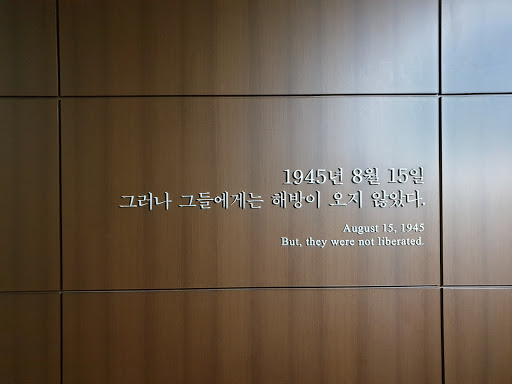 1945년 8월 15일
그러나 그들에게는 해방이 오지 않았다.
August 15, 1945
But, they were not liberated.